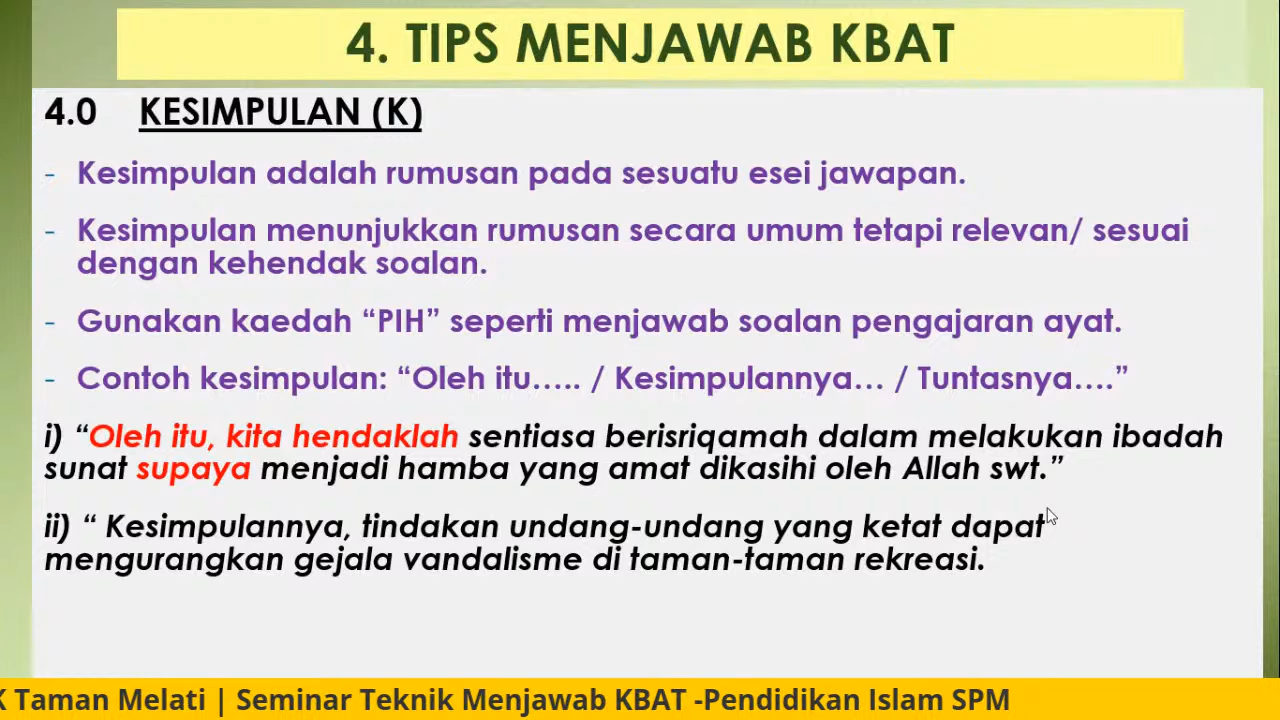 4. TIPS MENJAWAB KBAT
4.0 KESIMPULAN (K)
- Kesimpulan adalah rumusan pada sesuatu esei jawapan.
- Kesimpulan menunjukkan rumusan secara umum tetapi relevan/ sesuai
dengan kehendak soalan.
- Gunakan kaedah “PIH” seperti menjawab soalan pengajaran ayat.
- Contoh kesimpulan: “Oleh itu….. / Kesimpulannya… / Tuntasnya….”
i) “Oleh itu, kita hendaklah sentiasa berisriqamah dalam melakukan ibadah
sunat supaya menjadi hamba yang amat dikasihi oleh Allah swt.”
ii) “ Kesimpulannya, tindakan undang-undang yang ketat dapat
mengurangkan gejala vandalisme di taman-taman rekreasi.
K Taman Melati | Seminar Teknik Menjawab KBAT -Pendidikan Islam SPM